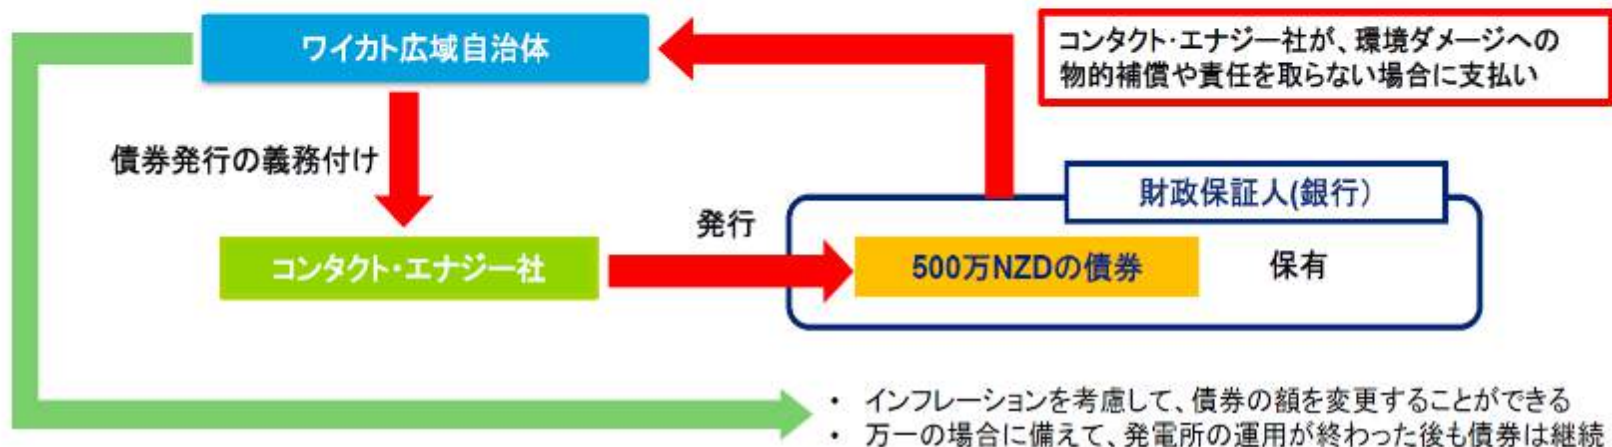 ワイカト広域自治体
コンタクト・エナジー社が、環境ダメージへの
物的補償や責任を取らない場合に支払い
債券発行の義務付け
財政保証人(銀行)
発行
コンタクト・エナジー社
500万NZDの債券
保有
・ インフレーションを考慮して、債券の額を変更することができる
・ 万一の場合に備えて、発電所の運用が終わった後も債券は継続